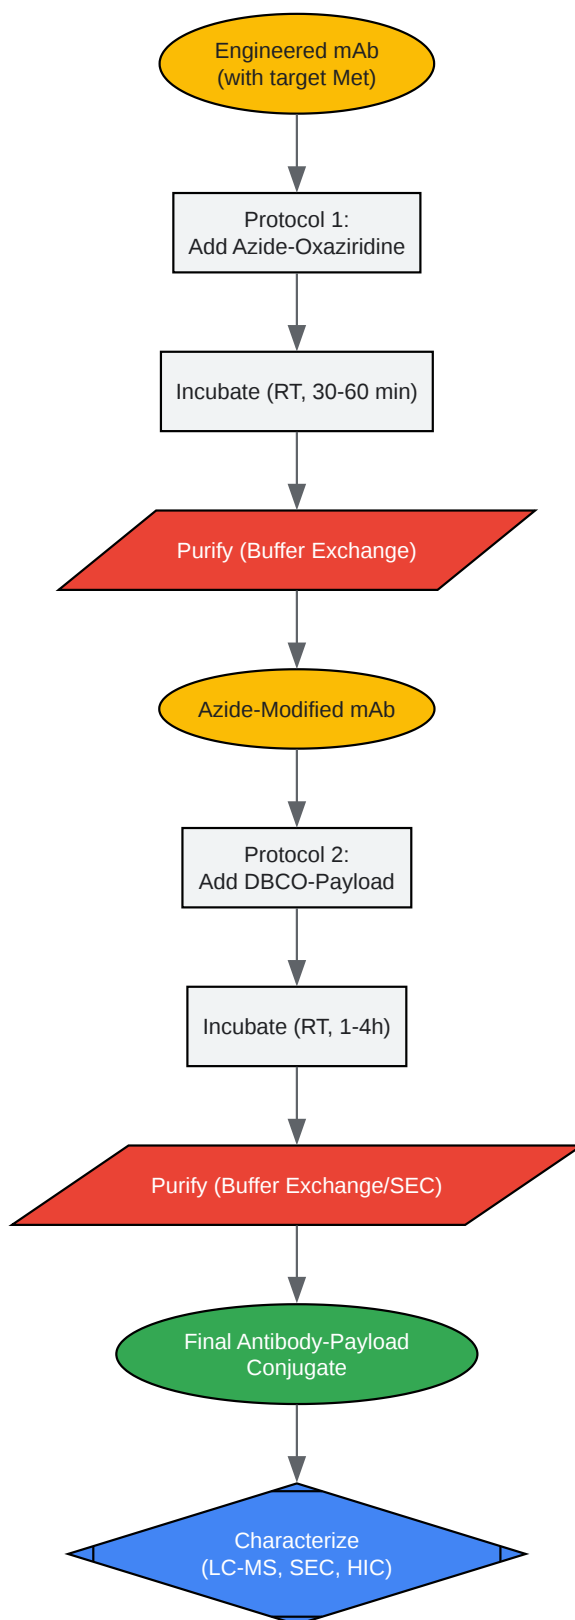 Engineered mAb
(with target Met)
Protocol 1:
Add Azide-Oxaziridine
Incubate (RT, 30-60 min)
Purify (Buffer Exchange)
Azide-Modified mAb
Protocol 2:
Add DBCO-Payload
Incubate (RT, 1-4h)
Purify (Buffer Exchange/SEC)
Final Antibody-Payload
Conjugate
Characterize
(LC-MS, SEC, HIC)